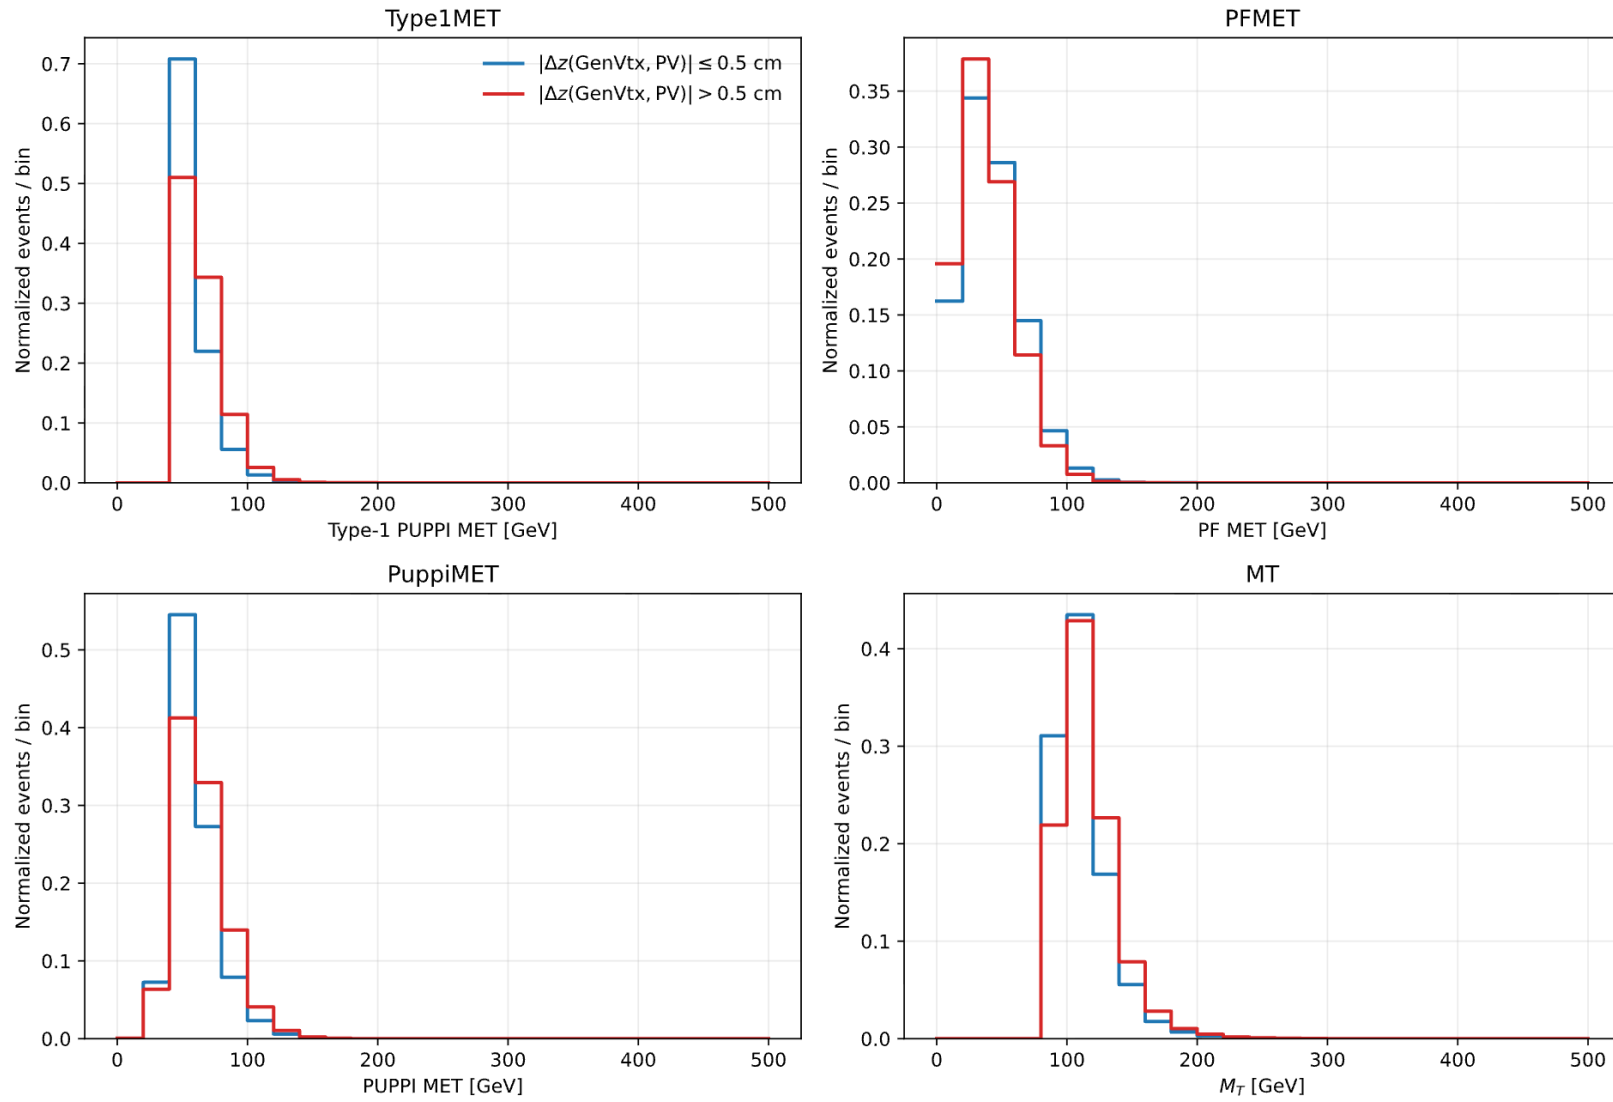 Type1MET
|Δz(GenVtx, PV)| ≤ 0.5 cm
|Δz(GenVtx, PV)| > 0.5 cm
Normalized events / bin
0.7
0.6
0.5
0.4
0.3
0.2
0.1
0.0
0 100 200 300 400 500
Type-1 PUPPI MET [GeV]
PFMET
Normalized events / bin
0.35
0.30
0.25
0.20
0.15
0.10
0.05
0.00
0 100 200 300 400 500
PF MET [GeV]
PuppiMET
Normalized events / bin
0.5
0.4
0.3
0.2
0.1
0.0
0 100 200 300 400 500
PUPPI MET [GeV]
MT
Normalized events / bin
0.4
0.3
0.2
0.1
0.0
0 100 200 300 400 500
M_T [GeV]